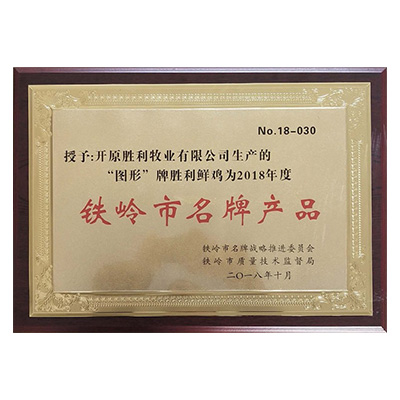 No.18-030
授予:开原胜利牧业有限公司生产的
“图形”牌胜利鲜鸡为2018年度
铁岭市名牌产品
铁岭市名牌战略推进委员会
铁岭市质量技术监督局
二〇一八年十月